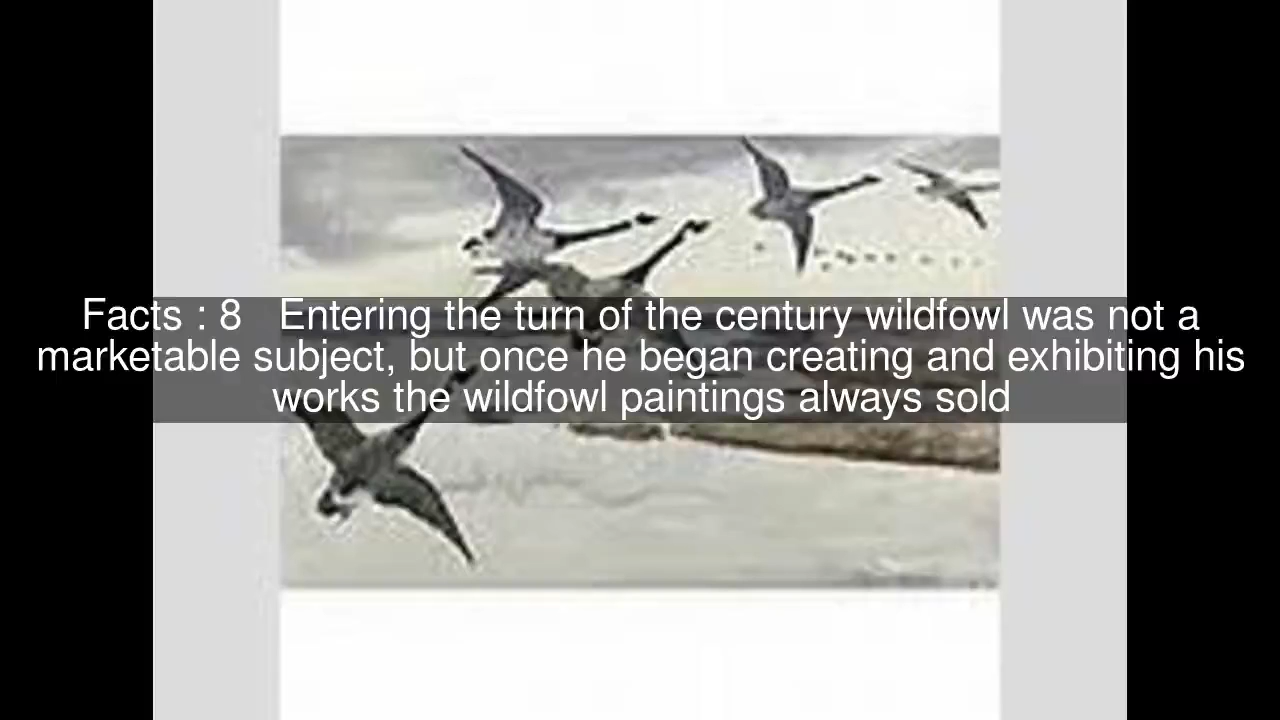 Facts : 8   Entering the turn of the century wildfowl was not a
marketable subject, but once he began creating and exhibiting his
works the wildfowl paintings always sold